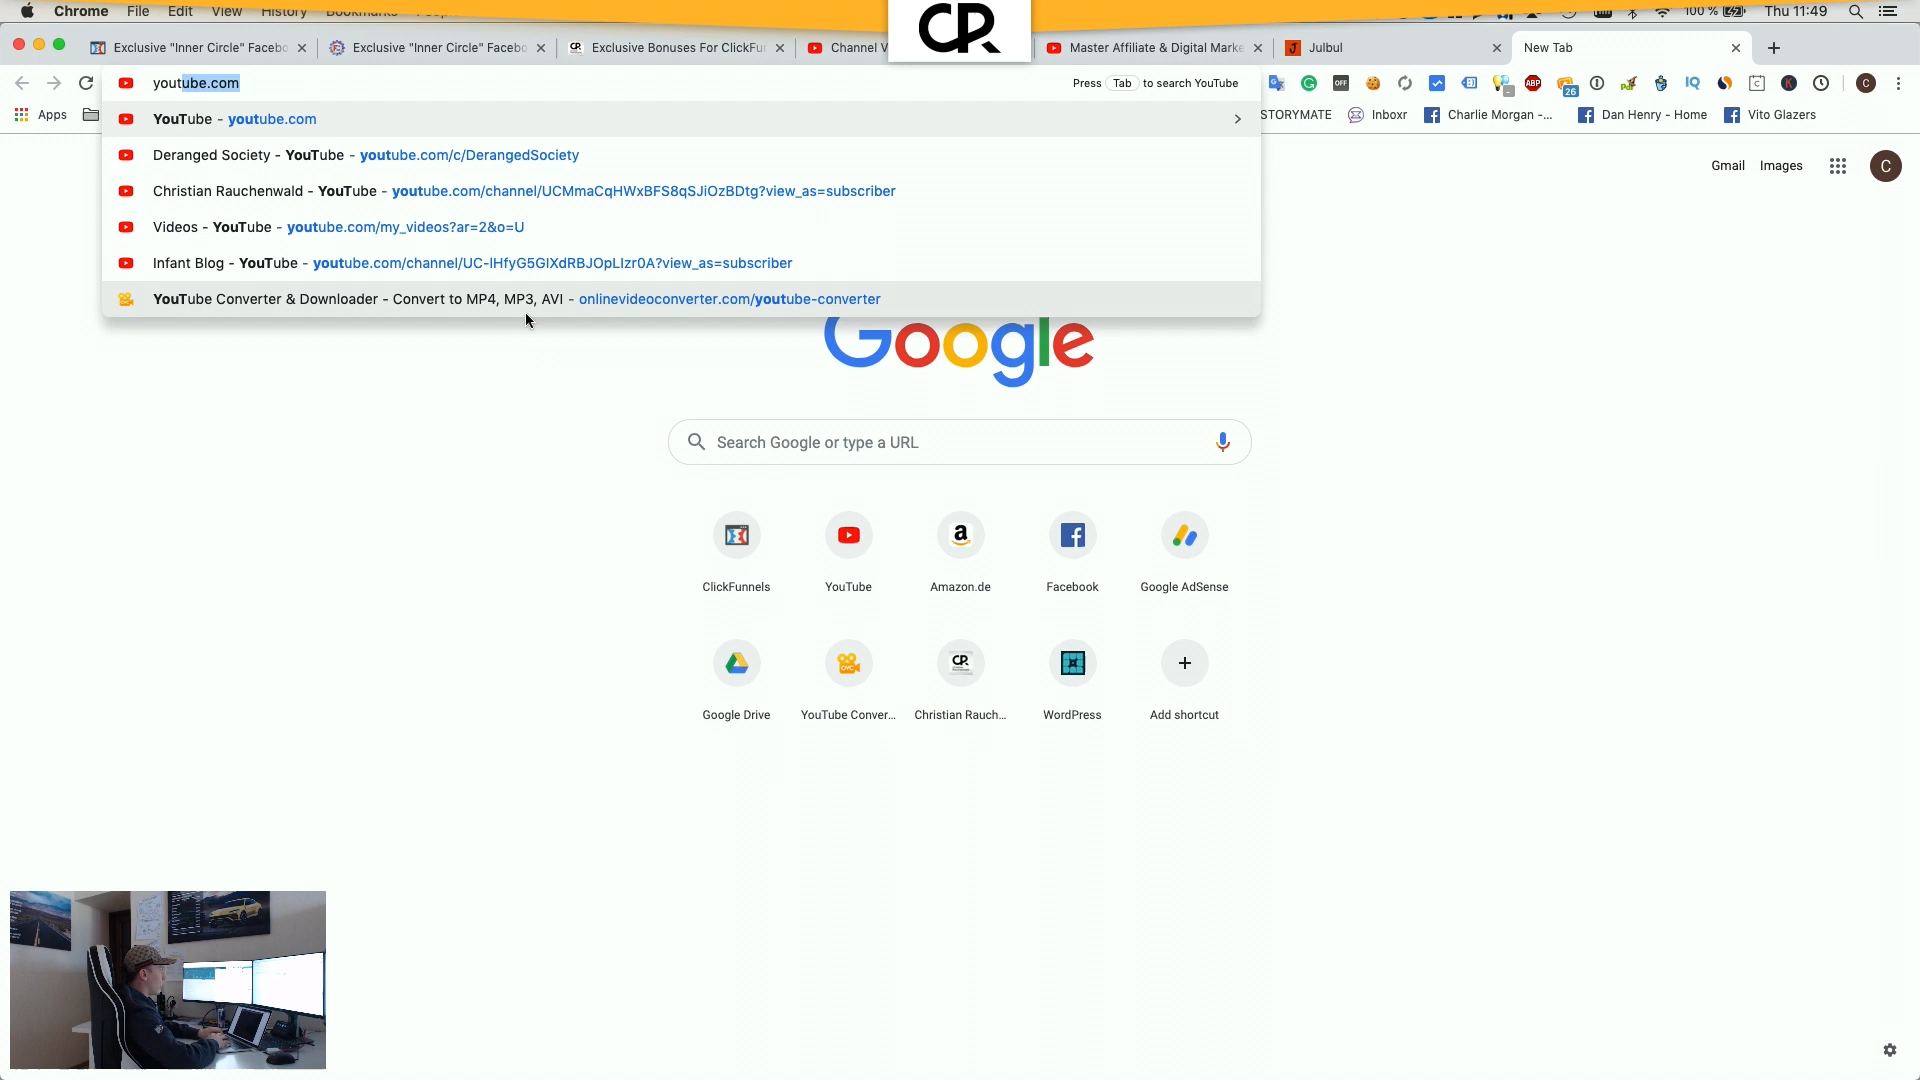 Chrome File Edit View History Bookmarks 100 % Thu 11:49
CR
Exclusive "Inner Circle" Facebo
Exclusive "Inner Circle" Facebo
Exclusive Bonuses For ClickFu
Channel V
Master Affiliate & Digital Marke
Julbul
New Tab
youtube.com
Press Tab to search YouTube
OFF
ABP
26
IQ
C
K
C
Apps
STORYMATE
Inboxr
Charlie Morgan -...
Dan Henry - Home
Vito Glazers
YouTube - youtube.com
Deranged Society - YouTube - youtube.com/c/DerangedSociety
Christian Rauchenwald - YouTube - youtube.com/channel/UCMmaCqHWxBFS8qSJiOzBDtg?view_as=subscriber
Videos - YouTube - youtube.com/my_videos?ar=2&o=U
Infant Blog - YouTube - youtube.com/channel/UC-IHfyG5GIXdRBJOpLIzr0A?view_as=subscriber
YouTube Converter & Downloader - Convert to MP4, MP3, AVI - onlinevideoconverter.com/youtube-converter
Gmail Images
C
Google
Search Google or type a URL
ClickFunnels
YouTube
Amazon.de
Facebook
Google AdSense
Google Drive
YouTube Conver...
Christian Rauch...
WordPress
Add shortcut